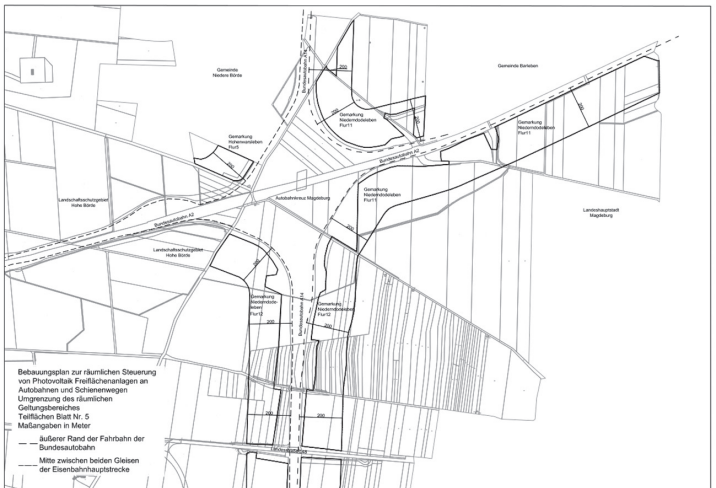 Gemeinde
Niedere Börde
Bundesautobahn A14
Gemeinde Barleben
200
200
Gemarkung
Niederndodeleben
Flur11
200
Gemarkung
Niederndodeleben
Flur11
Gemarkung
Hohenwarsleben
Flur3
200
Bundesautobahn A2
Landschaftsschutzgebiet
Hohe Börde
Autobahnkreuz Magdeburg
Gemarkung
Niederndodeleben
Flur11
Landeshauptstadt
Magdeburg
Bundesautobahn A2
200
Landschaftsschutzgebiet
Hohe Börde
200
Gemarkung
Niederndode-
leben
Flur12
Bundesautobahn A14
Gemarkung
Niederndodeleben
Flur12
200
200
Bebauungsplan zur räumlichen Steuerung
von Photovoltaik Freiflächenanlagen an
Autobahnen und Schienenwegen
Umgrenzung des räumlichen
Geltungsbereiches
Teilflächen Blatt Nr. 5
Maßangaben in Meter
äußerer Rand der Fahrbahn der
Bundesautobahn
Mitte zwischen beiden Gleisen
der Eisenbahnhauptstrecke
200
200